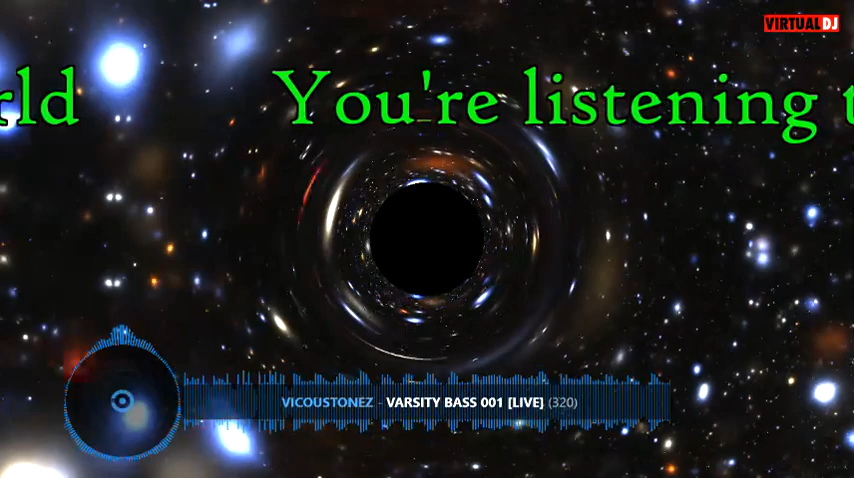 VIRTUALDJ
rld You're listening t
VICOUSTONEZ - VARSITY BASS 001 [LIVE] (320)